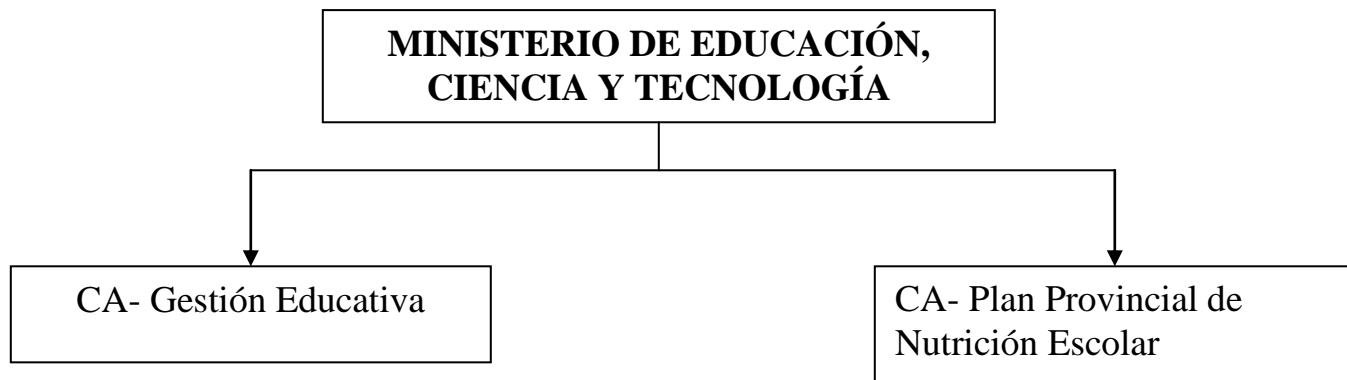 MINISTERIO DE EDUCACIÓN,
CIENCIA Y TECNOLOGÍA
CA- Gestión Educativa
CA- Plan Provincial de
Nutrición Escolar